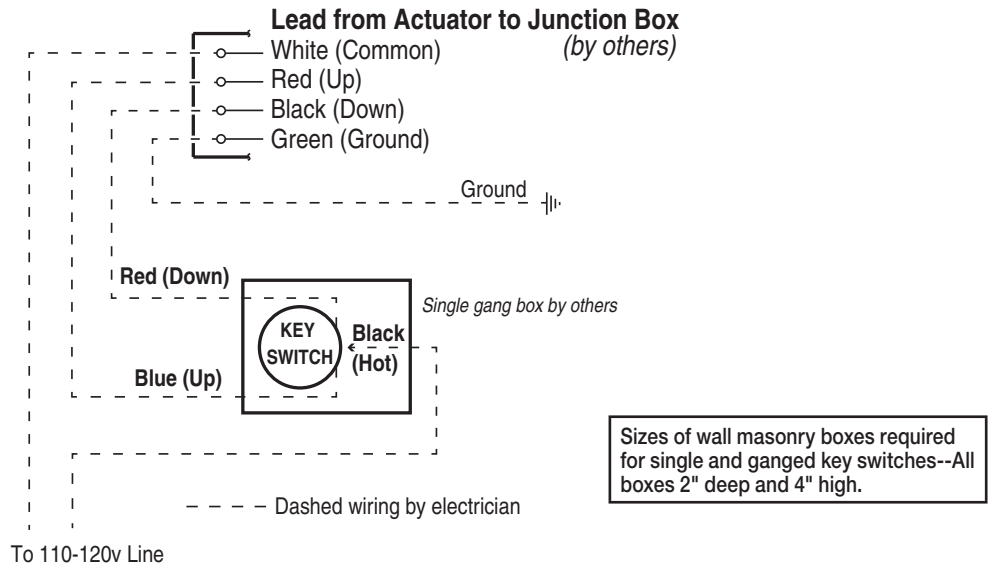 Lead from Actuator to Junction Box
(by others)
White (Common)
Red (Up)
Black (Down)
Green (Ground)
Ground
Red (Down)
Single gang box by others
KEY
SWITCH
Black
(Hot)
Blue (Up)
Sizes of wall masonry boxes required
for single and ganged key switches--All
boxes 2" deep and 4" high.
Dashed wiring by electrician
To 110-120v Line